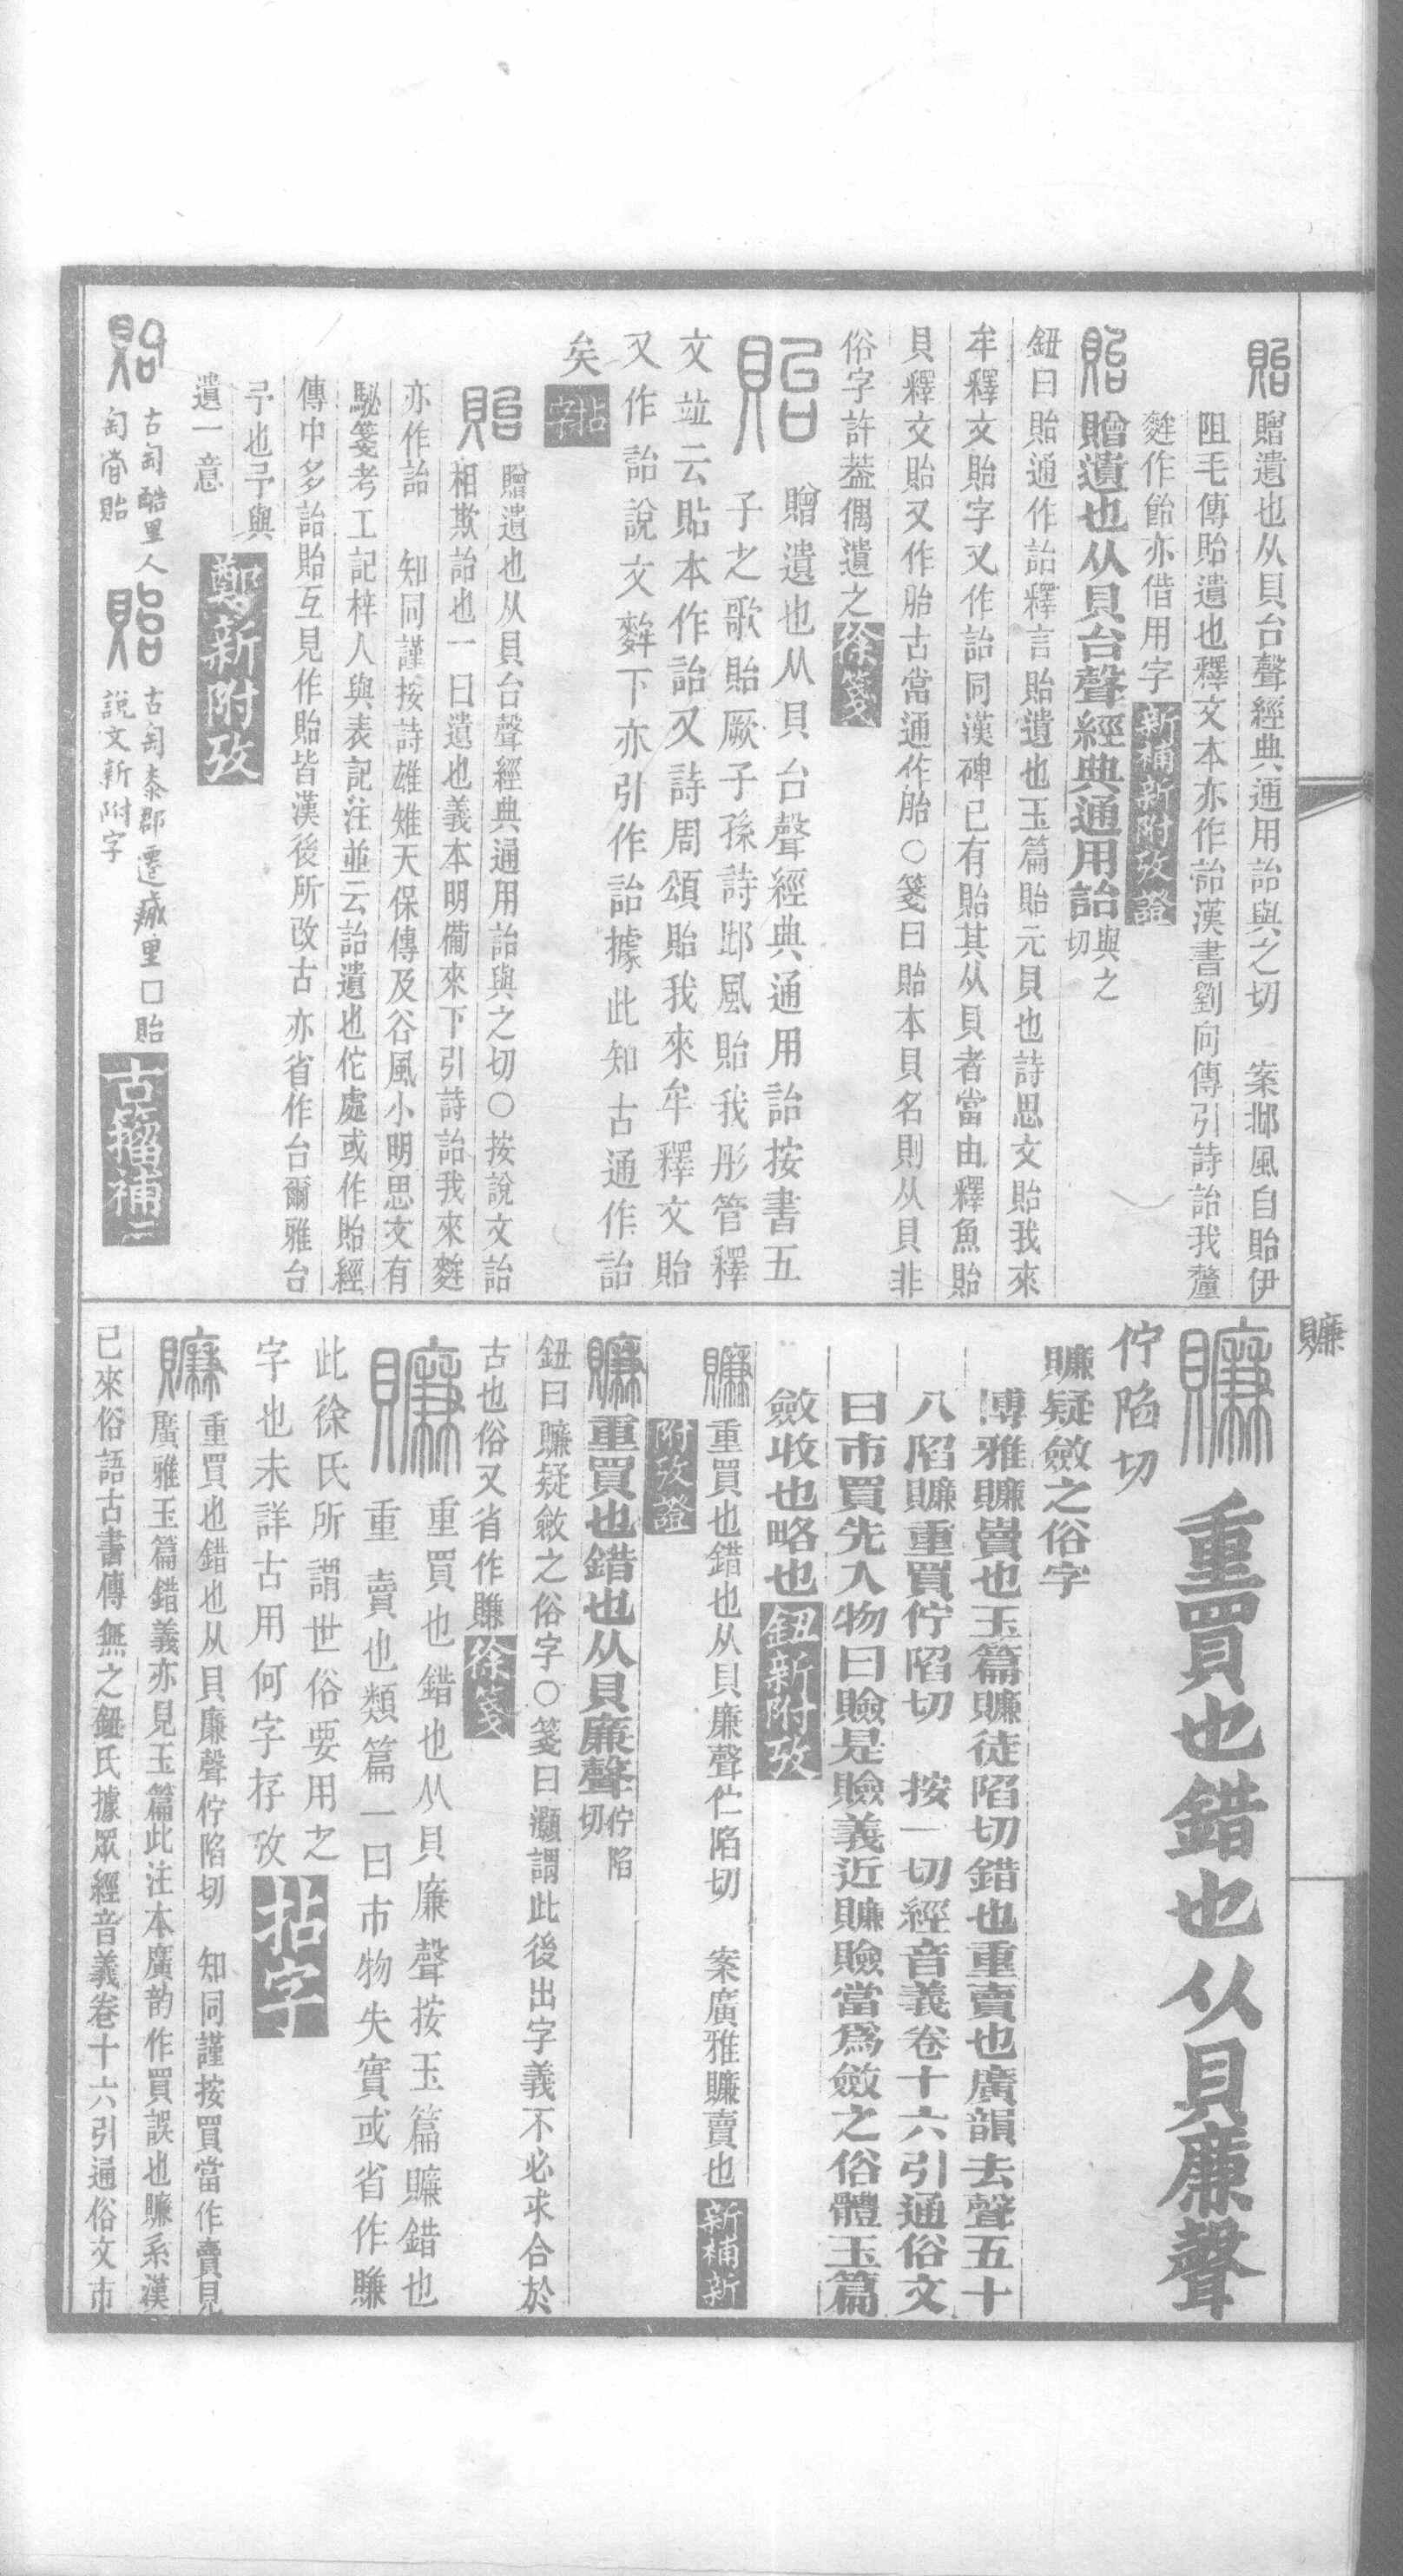 貽贈遺也从貝台聲經典通用詒與之切　案邶風自貽伊
阻毛傳貽遺也釋文本亦作詒漢書劉向傳引詩詒我釐
麰作飴亦借用字新補新附攷證
貽贈遺也从貝台聲經典通用詒與之切
鈕曰貽通作詒釋言貽遺也玉篇貽元貝也詩思文貽我來
牟釋文貽字又作詒同漢碑已有貽其从貝者當由釋魚貽
貝釋文貽又作胎古當通作胎○箋曰貽本貝名則从貝非
俗字許葢偶遺之徐箋
貽贈遺也从貝台聲經典通用詒按書五
子之歌貽厥子孫詩邶風貽我彤管釋
文竝云貽本作詒又詩周頌貽我來牟釋文貽
又作詒說文麰下亦引作詒據此知古通作詒
矣拈字
貽贈遺也从貝台聲經典通用詒與之切○按說文詒
相欺詒也一曰遺也義本明僃來下引詩詒我來麰
亦作詒　知同謹按詩雄雉天保傳及谷風小明思文有
駜箋考工記梓人與表記注並云詒遺也佗處或作貽經
傳中多詒貽互見作貽皆漢後所改古亦省作台爾雅台
予也予與
遺一意鄭新附攷
貽古匋酷里人
匋䣈貽
貽古匋泰郡遷里□貽
說文新附字
古籀補二
賺
賺重買也錯也从貝廉聲
佇陷切
賺疑斂之俗字
博雅賺賣也玉篇賺徒陷切錯也重賣也廣韻去聲五十
八陷賺重買佇陷切　按一切經音義卷十六引通俗文
曰市買先入物曰賺是賺義近賺賺當爲斂之俗體玉篇
斂收也略也鈕新附攷
賺重買也錯也从貝廉聲伫陷切　案廣雅賺賣也新補新
附攷證
賺重買也錯也从貝廉聲佇陷切
鈕曰賺疑斂之俗字○箋曰灝謂此後出字義不必求合於
古也俗又省作賺徐箋
賺重買也錯也从貝廉聲按玉篇賺錯也
重賣也類篇一曰市物失實或省作賺
此徐氏所謂世俗要用之
字也未詳古用何字存攷拈字
賺重買也錯也从貝廉聲佇陷切　知同謹按買當作賣見
廣雅玉篇錯義亦見玉篇此注本廣韵作買誤也賺系漢
已來俗語古書傳無之鈕氏據眾經音義卷十六引通俗文市